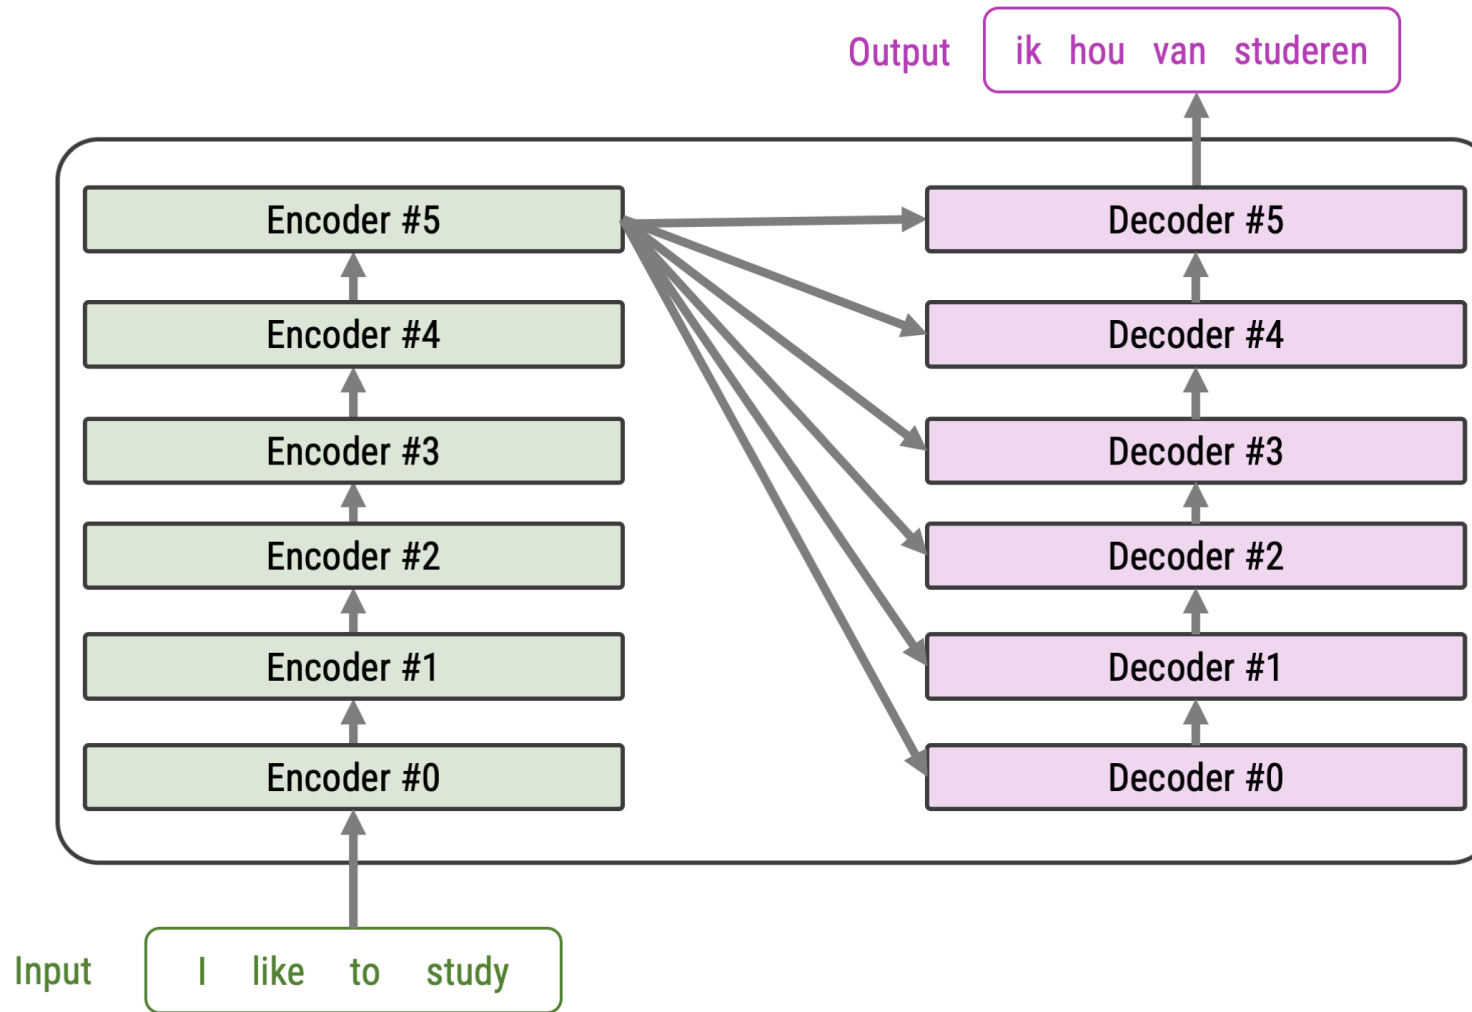 Output ik hou van studeren
Encoder #5 Decoder #5
Encoder #4 Decoder #4
Encoder #3 Decoder #3
Encoder #2 Decoder #2
Encoder #1 Decoder #1
Encoder #0 Decoder #0
Input I like to study